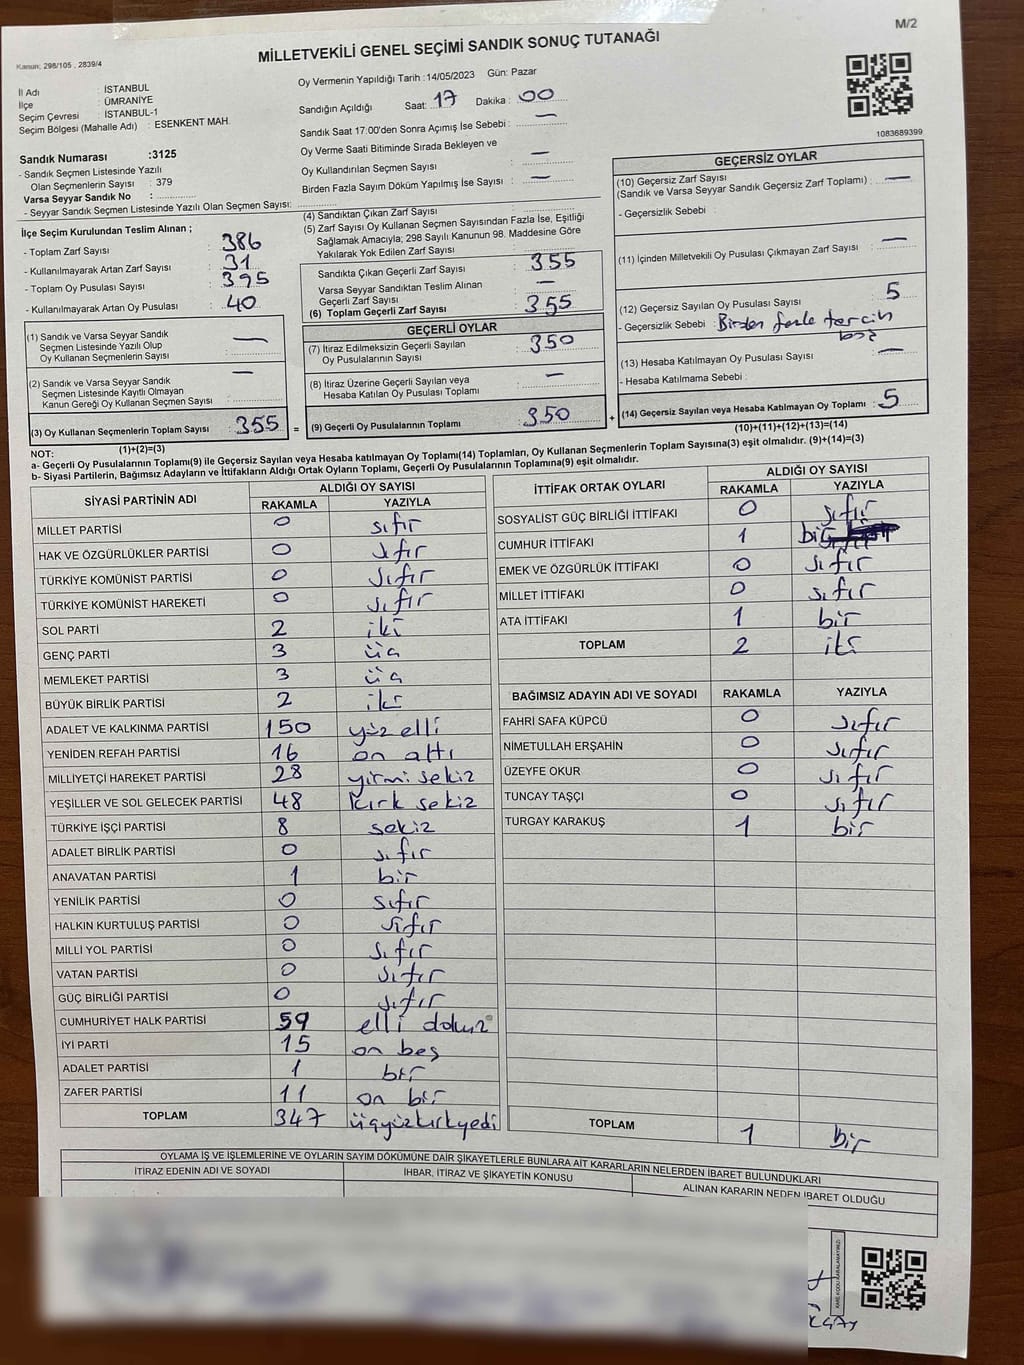 M/2
MİLLETVEKİLİ GENEL SEÇİMİ SANDIK SONUÇ TUTANAĞI
Kanun; 298/105 , 2839/4
İl Adı : İSTANBUL
İlçe : ÜMRANİYE
Seçim Çevresi : İSTANBUL-1
Seçim Bölgesi (Mahalle Adı) : ESENKENT MAH.
Sandık Numarası :3125
- Sandık Seçmen Listesinde Yazılı
Olan Seçmenlerin Sayısı : 379
Varsa Seyyar Sandık No :
- Seyyar Sandık Seçmen Listesinde Yazılı Olan Seçmen Sayısı:
Oy Vermenin Yapıldığı Tarih :14/05/2023 Gün: Pazar
Sandığın Açıldığı Saat: 17 Dakika : 00
Sandık Saat 17:00'den Sonra Açımış İse Sebebi : —
Oy Verme Saati Bitiminde Sırada Bekleyen ve
Oy Kullandırılan Seçmen Sayısı : —
Birden Fazla Sayım Döküm Yapılmış İse Sayısı : —
1083689399
İlçe Seçim Kurulundan Teslim Alınan ;
- Toplam Zarf Sayısı : 386
- Kullanılmayarak Artan Zarf Sayısı : 31
- Toplam Oy Pusulası Sayısı : 395
- Kullanılmayarak Artan Oy Pusulası : 40
(1) Sandık ve Varsa Seyyar Sandık
Seçmen Listesinde Yazılı Olup
Oy Kullanan Seçmenlerin Sayısı : —
(2) Sandık ve Varsa Seyyar Sandık
Seçmen Listesinde Kayıtlı Olmayan
Kanun Gereği Oy Kullanan Seçmen Sayısı : —
(3) Oy Kullanan Seçmenlerin Toplam Sayısı : 355
(1)+(2)=(3)
(4) Sandıktan Çıkan Zarf Sayısı :
(5) Zarf Sayısı Oy Kullanan Seçmen Sayısından Fazla İse, Eşitliği
Sağlamak Amacıyla; 298 Sayılı Kanunun 98. Maddesine Göre
Yakılarak Yok Edilen Zarf Sayısı :
Sandıkta Çıkan Geçerli Zarf Sayısı : 355
Varsa Seyyar Sandıktan Teslim Alınan
Geçerli Zarf Sayısı : —
(6) Toplam Geçerli Zarf Sayısı : 355
GEÇERLİ OYLAR
(7) İtiraz Edilmeksizin Geçerli Sayılan
Oy Pusulalarının Sayısı : 350
(8) İtiraz Üzerine Geçerli Sayılan veya
Hesaba Katılan Oy Pusulası Toplamı : —
= (9) Geçerli Oy Pusulalarının Toplamı : 350
GEÇERSİZ OYLAR
(10) Geçersiz Zarf Sayısı
(Sandık ve Varsa Seyyar Sandık Geçersiz Zarf Toplamı) : —
- Geçersizlik Sebebi :
(11) İçinden Milletvekili Oy Pusulası Çıkmayan Zarf Sayısı : —
(12) Geçersiz Sayılan Oy Pusulası Sayısı : 5
- Geçersizlik Sebebi : Birden fazla tercih
(13) Hesaba Katılmayan Oy Pusulası Sayısı : —
- Hesaba Katılmama Sebebi :
+ (14) Geçersiz Sayılan veya Hesaba Katılmayan Oy Toplamı : 5
(10)+(11)+(12)+(13)=(14)
NOT:
a- Geçerli Oy Pusulalarının Toplamı(9) ile Geçersiz Sayılan veya Hesaba katılmayan Oy Toplamı(14) Toplamları, Oy Kullanan Seçmenlerin Toplam Sayısına(3) eşit olmalıdır. (9)+(14)=(3)
b- Siyasi Partilerin, Bağımsız Adayların ve İttifakların Aldığı Ortak Oyların Toplamı, Geçerli Oy Pusulalarının Toplamına(9) eşit olmalıdır.
SİYASİ PARTİNİN ADI ALDIĞI OY SAYISI
RAKAMLA YAZIYLA
MİLLET PARTİSİ 0 sıfır
HAK VE ÖZGÜRLÜKLER PARTİSİ 0 sıfır
TÜRKİYE KOMÜNİST PARTİSİ 0 sıfır
TÜRKİYE KOMÜNİST HAREKETİ 0 sıfır
SOL PARTİ 2 iki
GENÇ PARTİ 3 üç
MEMLEKET PARTİSİ 3 üç
BÜYÜK BİRLİK PARTİSİ 2 iki
ADALET VE KALKINMA PARTİSİ 150 yüz elli
YENİDEN REFAH PARTİSİ 16 on altı
MİLLİYETÇİ HAREKET PARTİSİ 28 yirmi sekiz
YEŞİLLER VE SOL GELECEK PARTİSİ 48 kırk sekiz
TÜRKİYE İŞÇİ PARTİSİ 8 sekiz
ADALET BİRLİK PARTİSİ 0 sıfır
ANAVATAN PARTİSİ 1 bir
YENİLİK PARTİSİ 0 sıfır
HALKIN KURTULUŞ PARTİSİ 0 sıfır
MİLLİ YOL PARTİSİ 0 sıfır
VATAN PARTİSİ 0 sıfır
GÜÇ BİRLİĞİ PARTİSİ 0 sıfır
CUMHURİYET HALK PARTİSİ 59 elli dokuz
İYİ PARTİ 15 on beş
ADALET PARTİSİ 1 bir
ZAFER PARTİSİ 11 on bir
TOPLAM 347 üçyüzkırkyedi
İTTİFAK ORTAK OYLARI ALDIĞI OY SAYISI
RAKAMLA YAZIYLA
SOSYALİST GÜÇ BİRLİĞİ İTTİFAKI 0 sıfır
CUMHUR İTTİFAKI 1 bir
EMEK VE ÖZGÜRLÜK İTTİFAKI 0 sıfır
MİLLET İTTİFAKI 0 sıfır
ATA İTTİFAKI 1 bir
TOPLAM 2 iki
BAĞIMSIZ ADAYIN ADI VE SOYADI RAKAMLA YAZIYLA
FAHRİ SAFA KÜPCÜ 0 sıfır
NİMETULLAH ERŞAHİN 0 sıfır
ÜZEYFE OKUR 0 sıfır
TUNCAY TAŞÇI 0 sıfır
TURGAY KARAKUŞ 1 bir
TOPLAM 1 bir
OYLAMA İŞ VE İŞLEMLERİNE VE OYLARIN SAYIM DÖKÜMÜNE DAİR ŞİKAYETLERLE BUNLARA AİT KARARLARIN NELERDEN İBARET BULUNDUKLARI
İTİRAZ EDENİN ADI VE SOYADI İHBAR, İTİRAZ VE ŞİKAYETİN KONUSU ALINAN KARARIN NEDEN İBARET OLDUĞU
KARE KODU KARALAMAYINIZ!